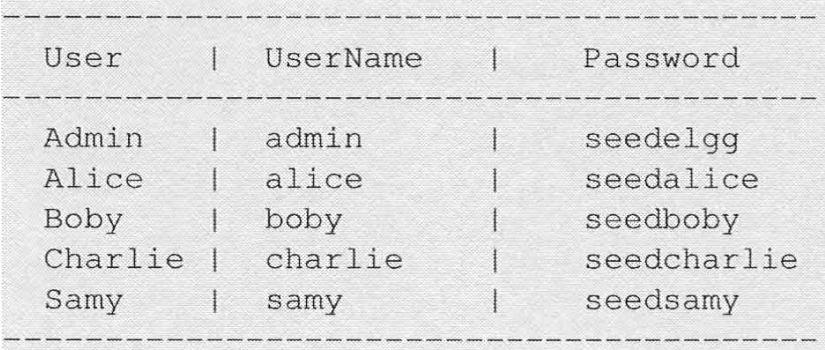 User | UserName | Password
Admin | admin | seedelgg
Alice | alice | seedalice
Boby | boby | seedboby
Charlie | charlie | seedcharlie
Samy | samy | seedsamy